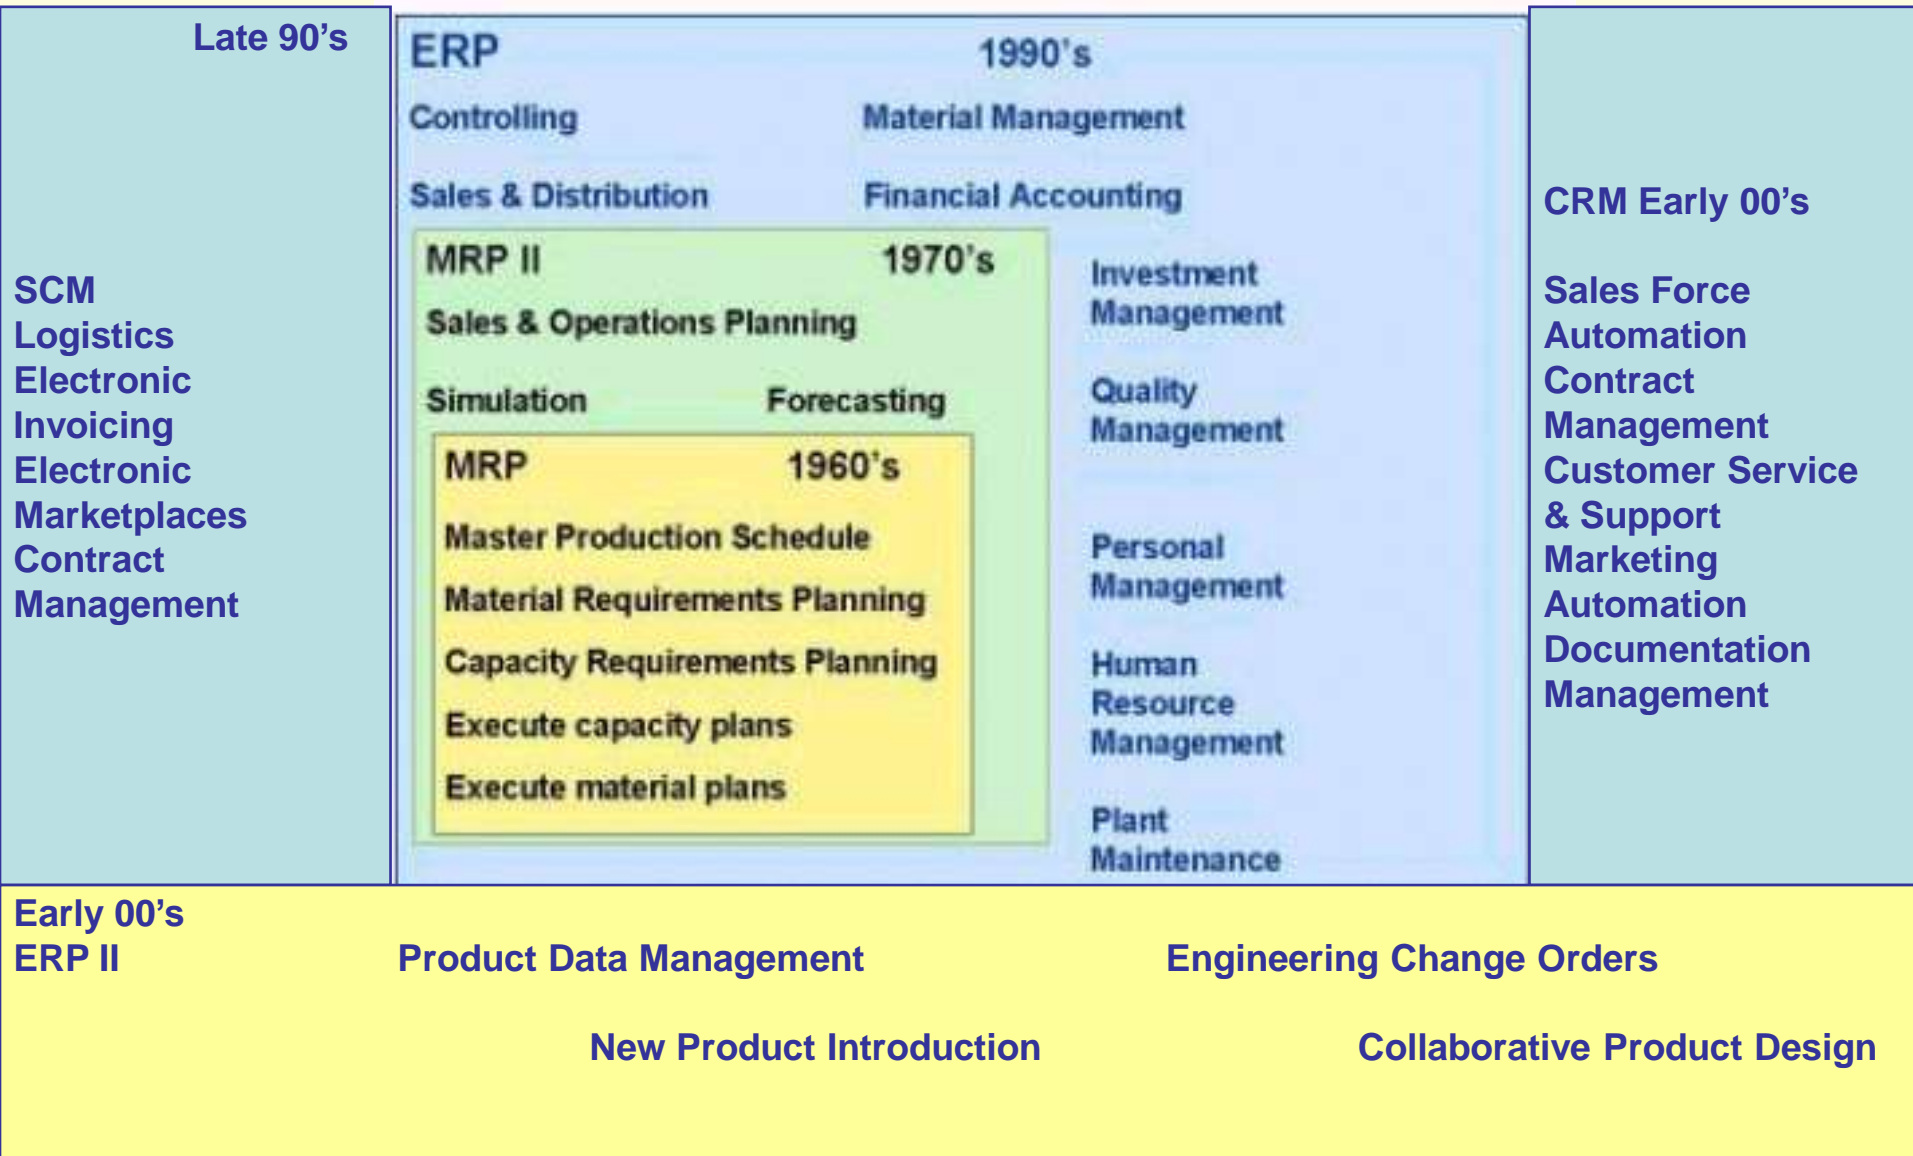 Late 90’s
SCM
Logistics
Electronic
Invoicing
Electronic
Marketplaces
Contract
Management
ERP 1990’s
Controlling Material Management
Sales & Distribution Financial Accounting
MRP II 1970’s
Sales & Operations Planning
Simulation Forecasting
MRP 1960’s
Master Production Schedule
Material Requirements Planning
Capacity Requirements Planning
Execute capacity plans
Execute material plans
Investment
Management
Quality
Management
Personal
Management
Human
Resource
Management
Plant
Maintenance
CRM Early 00’s
Sales Force
Automation
Contract
Management
Customer Service
& Support
Marketing
Automation
Documentation
Management
Early 00’s
ERP II Product Data Management Engineering Change Orders
New Product Introduction Collaborative Product Design